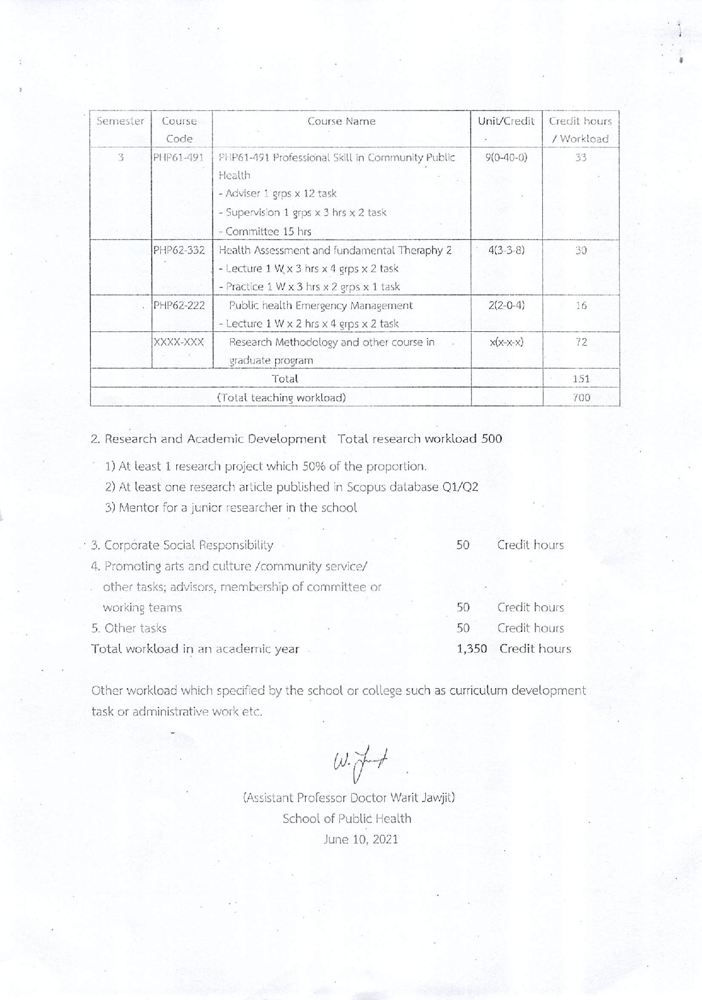 Semester Course Code Course Name Unit/Credit Credit hours / Workload
3 PHP61-491 PHP61-491 Professional Skill in Community Public 9(0-40-0) 33
Health
- Adviser 1 grps x 12 task
- Supervision 1 grps x 3 hrs x 2 task
- Committee 15 hrs
PHP62-332 Health Assessment and fundamental Theraphy 2 4(3-3-8) 30
- Lecture 1 W x 3 hrs x 4 grps x 2 task
- Practice 1 W x 3 hrs x 2 grps x 1 task
PHP62-222 Public health Emergency Management 2(2-0-4) 16
- Lecture 1 W x 2 hrs x 4 grps x 2 task
XXXX-XXX Research Methodology and other course in x(x-x-x) 72
graduate program
Total 151
(Total teaching workload) 700
2. Research and Academic Development Total research workload 500
1) At least 1 research project which 50% of the proportion.
2) At least one research article published in Scopus database Q1/Q2
3) Mentor for a junior researcher in the school
3. Corporate Social Responsibility 50 Credit hours
4. Promoting arts and culture /community service/
other tasks; advisors, membership of committee or
working teams 50 Credit hours
5. Other tasks 50 Credit hours
Total workload in an academic year 1,350 Credit hours
Other workload which specified by the school or college such as curriculum development
task or administrative work etc.
(Assistant Professor Doctor Warit Jawjit)
School of Public Health
June 10, 2021